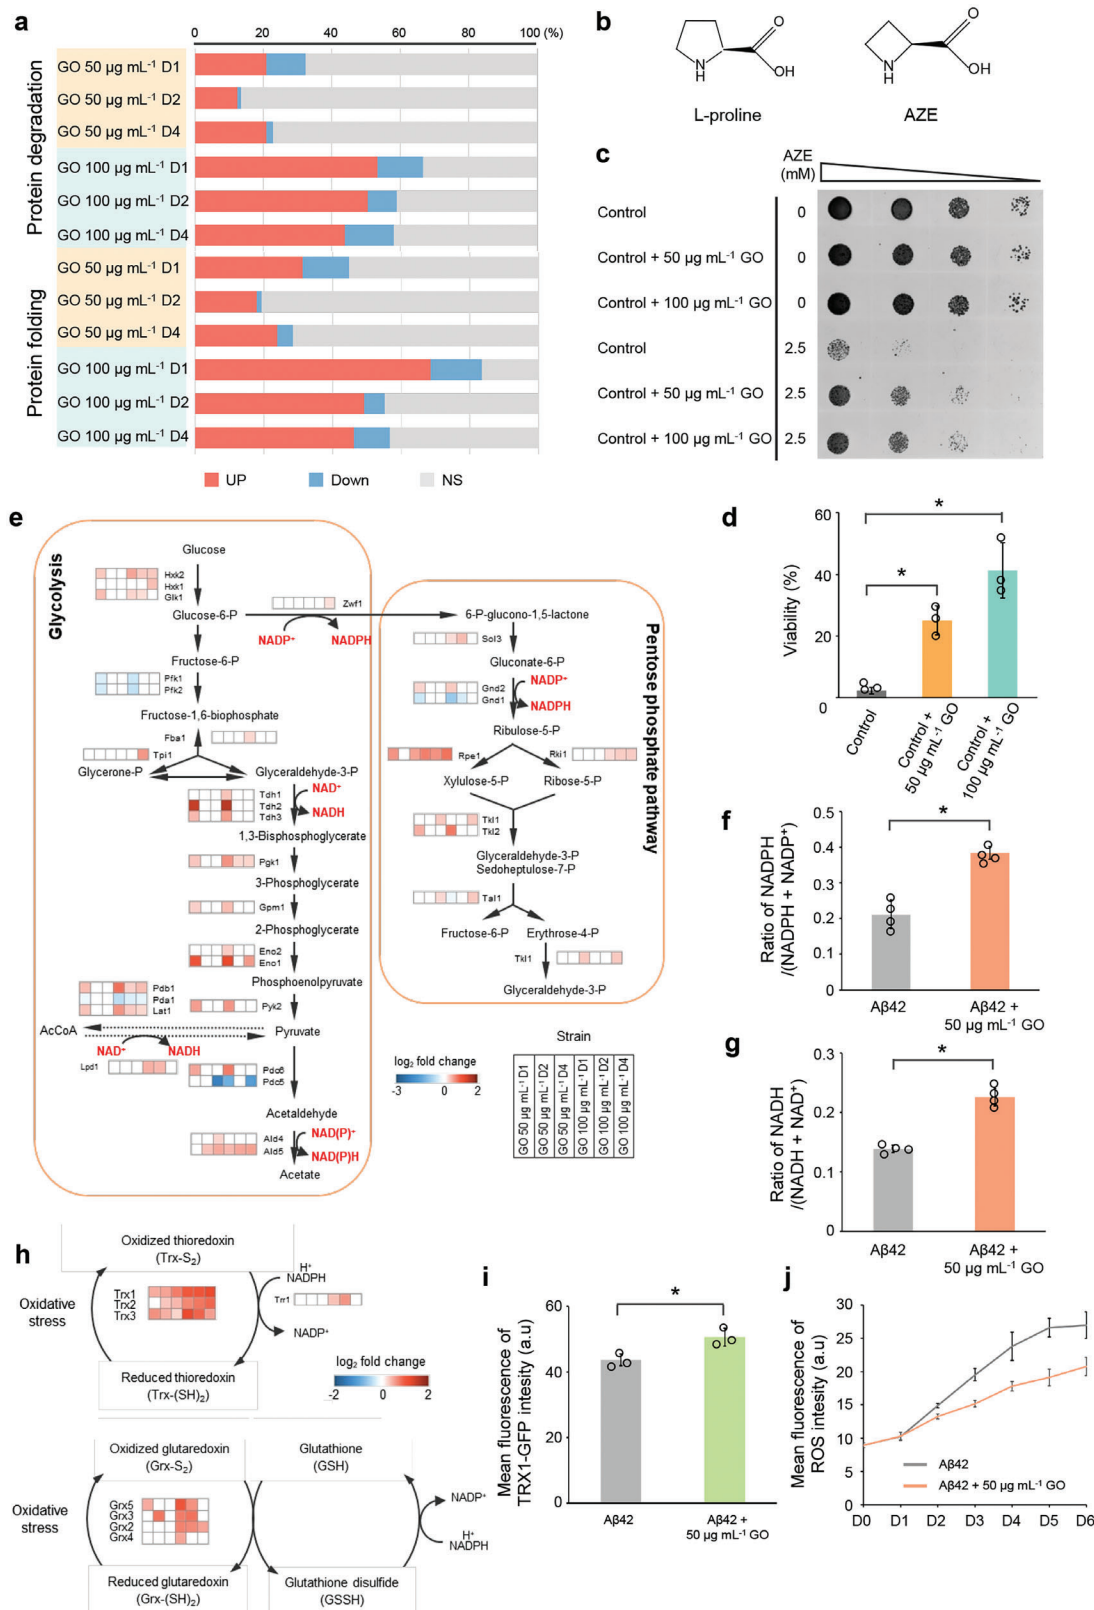 a
0 20 40 60 80 100 (%)
Protein degradation
GO 50 µg mL⁻¹ D1
GO 50 µg mL⁻¹ D2
GO 50 µg mL⁻¹ D4
GO 100 µg mL⁻¹ D1
GO 100 µg mL⁻¹ D2
GO 100 µg mL⁻¹ D4
Protein folding
GO 50 µg mL⁻¹ D1
GO 50 µg mL⁻¹ D2
GO 50 µg mL⁻¹ D4
GO 100 µg mL⁻¹ D1
GO 100 µg mL⁻¹ D2
GO 100 µg mL⁻¹ D4
UP Down NS
b
N
H
O
OH
L-proline
N
H
O
OH
AZE
c
AZE
(mM)
Control 0
Control + 50 µg mL⁻¹ GO 0
Control + 100 µg mL⁻¹ GO 0
Control 2.5
Control + 50 µg mL⁻¹ GO 2.5
Control + 100 µg mL⁻¹ GO 2.5
d
Viability (%)
60
40
20
0
*
*
Control
Control +
50 µg mL⁻¹ GO
Control +
100 µg mL⁻¹ GO
e
Glycolysis
Glucose
Hxk2
Hxk1
Glk1
Glucose-6-P
Zwf1
NADP⁺ NADPH
Fructose-6-P
Pfk1
Pfk2
Fructose-1,6-biophosphate
Fba1
Tpi1
Glycerone-P
Glyceraldehyde-3-P
Tdh1
Tdh2
Tdh3
NAD⁺
NADH
1,3-Bisphosphoglycerate
Pgk1
3-Phosphoglycerate
Gpm1
2-Phosphoglycerate
Eno2
Eno1
Phosphoenolpyruvate
Pdb1
Pda1
Lat1
Pyk2
AcCoA
Pyruvate
NAD⁺ NADH
Lpd1
Pdc6
Pdc5
Acetaldehyde
Ald4
Ald5
NAD(P)⁺
NAD(P)H
Acetate
Pentose phosphate pathway
6-P-glucono-1,5-lactone
Sol3
Gluconate-6-P
Gnd2
Gnd1
NADP⁺
NADPH
Ribulose-5-P
Rpe1
Rki1
Xylulose-5-P
Ribose-5-P
Tkl1
Tkl2
Glyceraldehyde-3-P
Sedoheptulose-7-P
Tal1
Fructose-6-P
Erythrose-4-P
Tkl1
Glyceraldehyde-3-P
log₂ fold change
-3 0 2
Strain
GO 50 µg mL⁻¹ D1
GO 50 µg mL⁻¹ D2
GO 50 µg mL⁻¹ D4
GO 100 µg mL⁻¹ D1
GO 100 µg mL⁻¹ D2
GO 100 µg mL⁻¹ D4
f
Ratio of NADPH
/(NADPH + NADP⁺)
0.5
0.4
0.3
0.2
0.1
0
*
Aβ42
Aβ42 +
50 µg mL⁻¹ GO
g
Ratio of NADH
/(NADH + NAD⁺)
0.3
0.2
0.1
0
*
Aβ42
Aβ42 +
50 µg mL⁻¹ GO
h
Oxidized thioredoxin
(Trx-S₂)
Oxidative
stress
Trx1
Trx2
Trx3
H⁺
NADPH
Trr1
NADP⁺
Reduced thioredoxin
(Trx-(SH)₂)
log₂ fold change
-2 0 2
Oxidized glutaredoxin
(Grx-S₂)
Glutathione
(GSH)
Oxidative
stress
Grx5
Grx3
Grx2
Grx4
NADP⁺
H⁺
NADPH
Reduced glutaredoxin
(Grx-(SH)₂)
Glutathione disulfide
(GSSH)
i
Mean fluorescence of
TRX1-GFP intesity (a.u)
60
40
20
0
*
Aβ42
Aβ42 +
50 µg mL⁻¹ GO
j
Mean fluorescence of
ROS intesity (a.u)
30
25
20
15
10
5
0
Aβ42
Aβ42 + 50 µg mL⁻¹ GO
D0 D1 D2 D3 D4 D5 D6